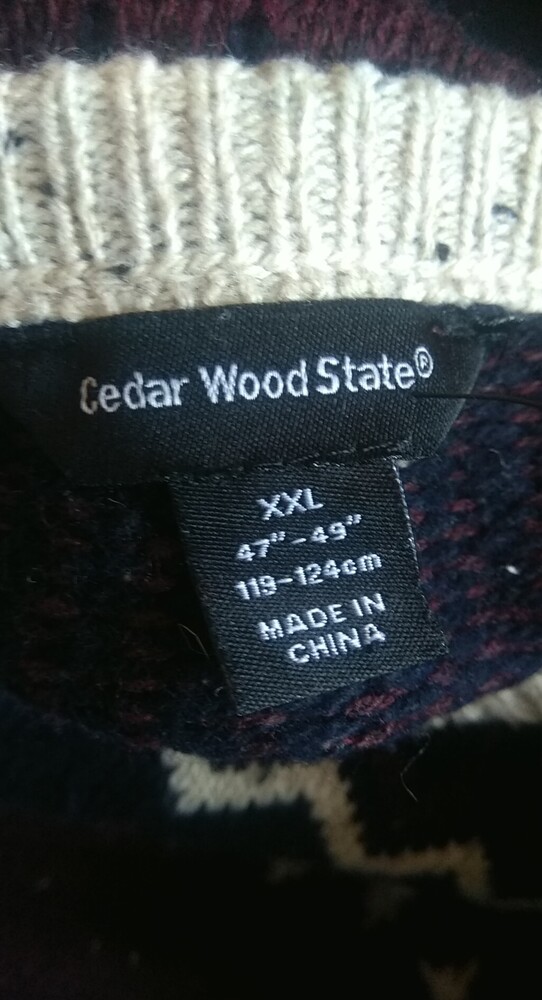 Cedar Wood State®
XXL
47"-49"
119-124cm
MADE IN
CHINA